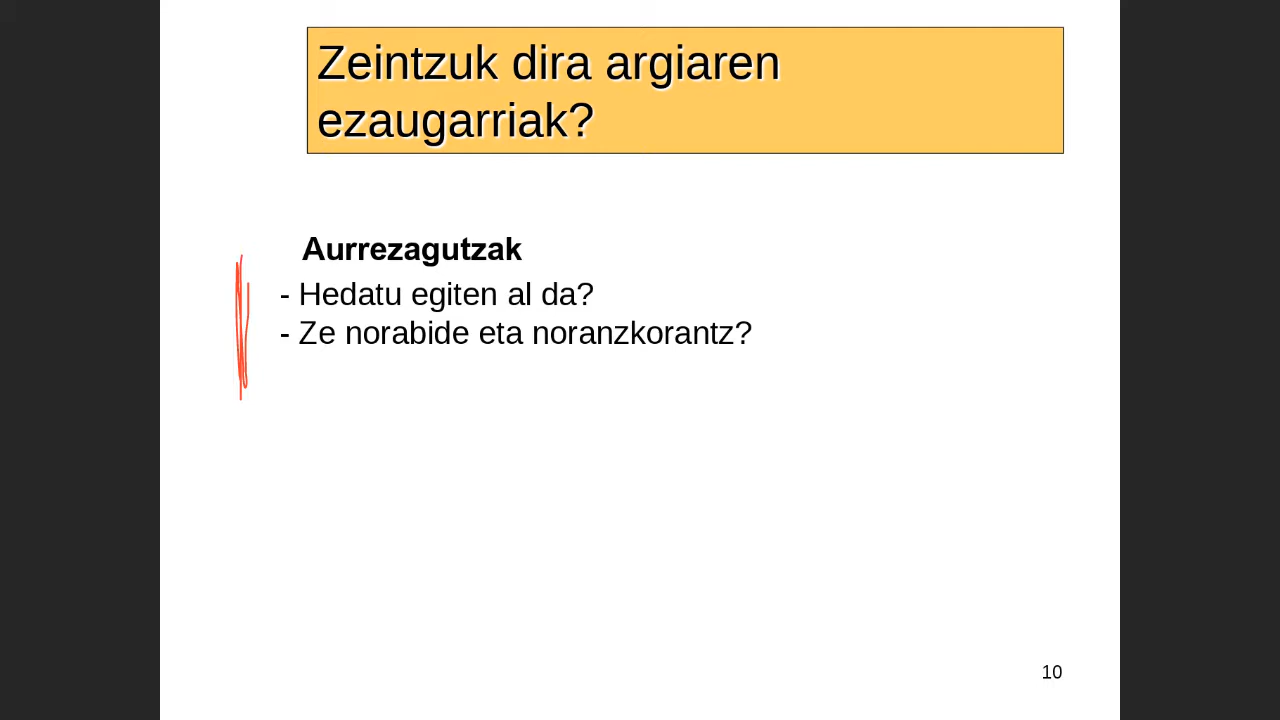 Zeintzuk dira argiaren
ezaugarriak?
Aurrezagutzak
- Hedatu egiten al da?
- Ze norabide eta noranzkorantz?
10